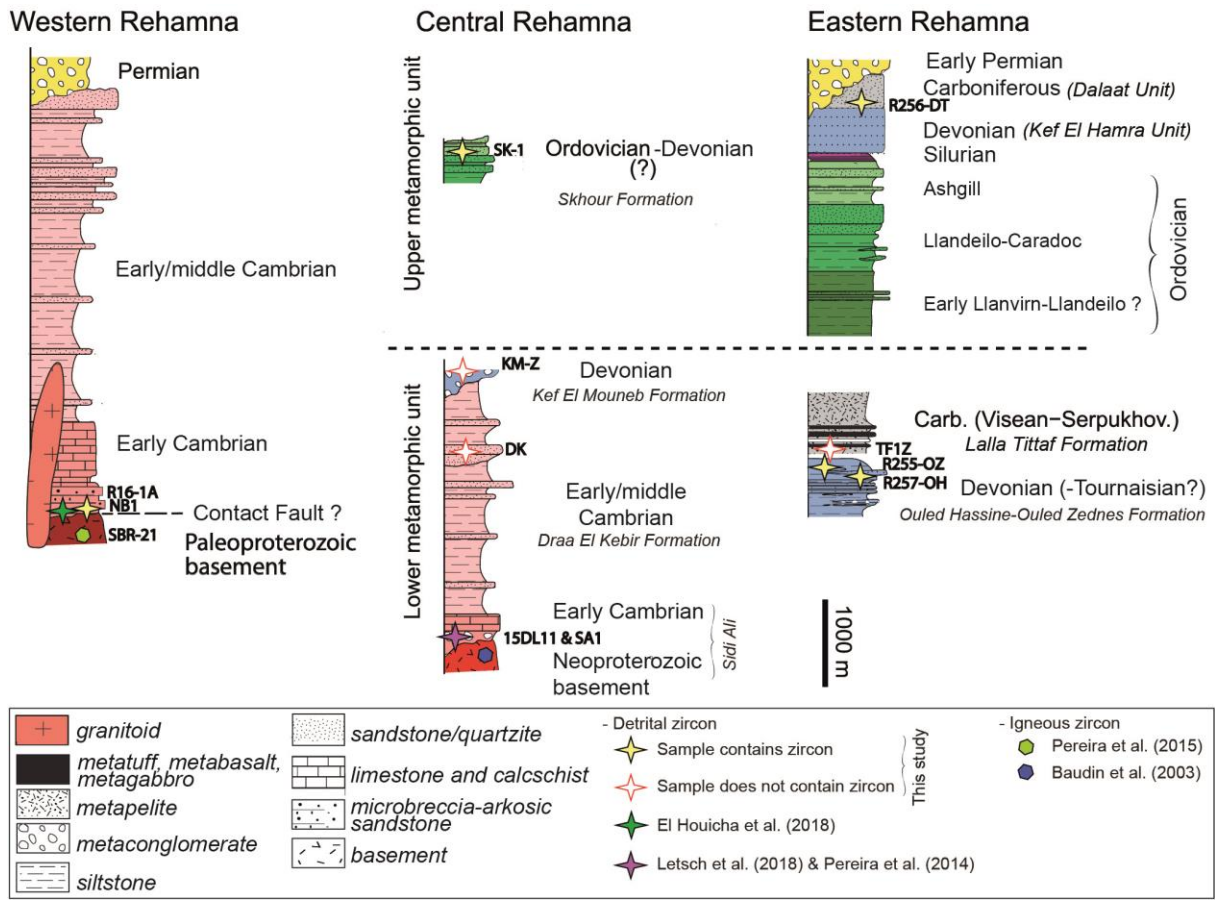 Western Rehamna
Permian
Early/middle Cambrian
Early Cambrian
R16-1A
NB1
Contact Fault ?
SBR-21
Paleoproterozoic
basement
Central Rehamna
Upper metamorphic unit
SK-1
Ordovician -Devonian
(?)
Skhour Formation
Lower metamorphic unit
KM-Z
Devonian
Kef El Mouneb Formation
DK
Early/middle
Cambrian
Draa El Kebir Formation
Early Cambrian
15DL11 & SA1
Neoproterozoic
basement
Sidi Ali
Eastern Rehamna
Early Permian
Carboniferous (Dalaat Unit)
R256-DT
Devonian (Kef El Hamra Unit)
Silurian
Ashgill
Llandeilo-Caradoc
Early Llanvirn-Llandeilo ?
Ordovician
Carb. (Visean–Serpukhov.)
Lalla Tittaf Formation
TF1Z
R255-OZ
R257-OH
Devonian (-Tournaisian?)
Ouled Hassine-Ouled Zednes Formation
1000 m
granitoid
metatuff, metabasalt,
metagabbro
metapelite
metaconglomerate
siltstone
sandstone/quartzite
limestone and calcschist
microbreccia-arkosic
sandstone
basement
- Detrital zircon
Sample contains zircon
Sample does not contain zircon
This study
El Houicha et al. (2018)
Letsch et al. (2018) & Pereira et al. (2014)
- Igneous zircon
Pereira et al. (2015)
Baudin et al. (2003)